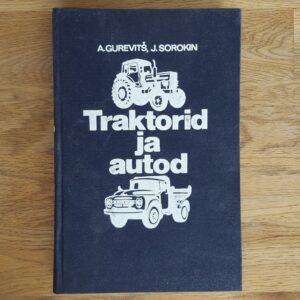 A.GUREVITŠ, J.SOROKIN
Traktorid
ja
autod